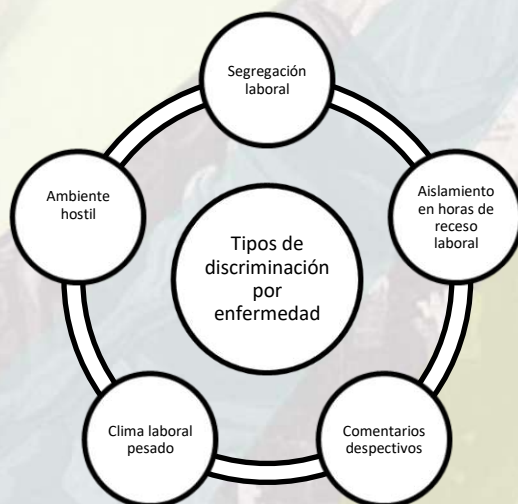 Segregación
laboral
Aislamiento
en horas de
receso
laboral
Comentarios
despectivos
Clima laboral
pesado
Ambiente
hostil
Tipos de
discriminación
por
enfermedad